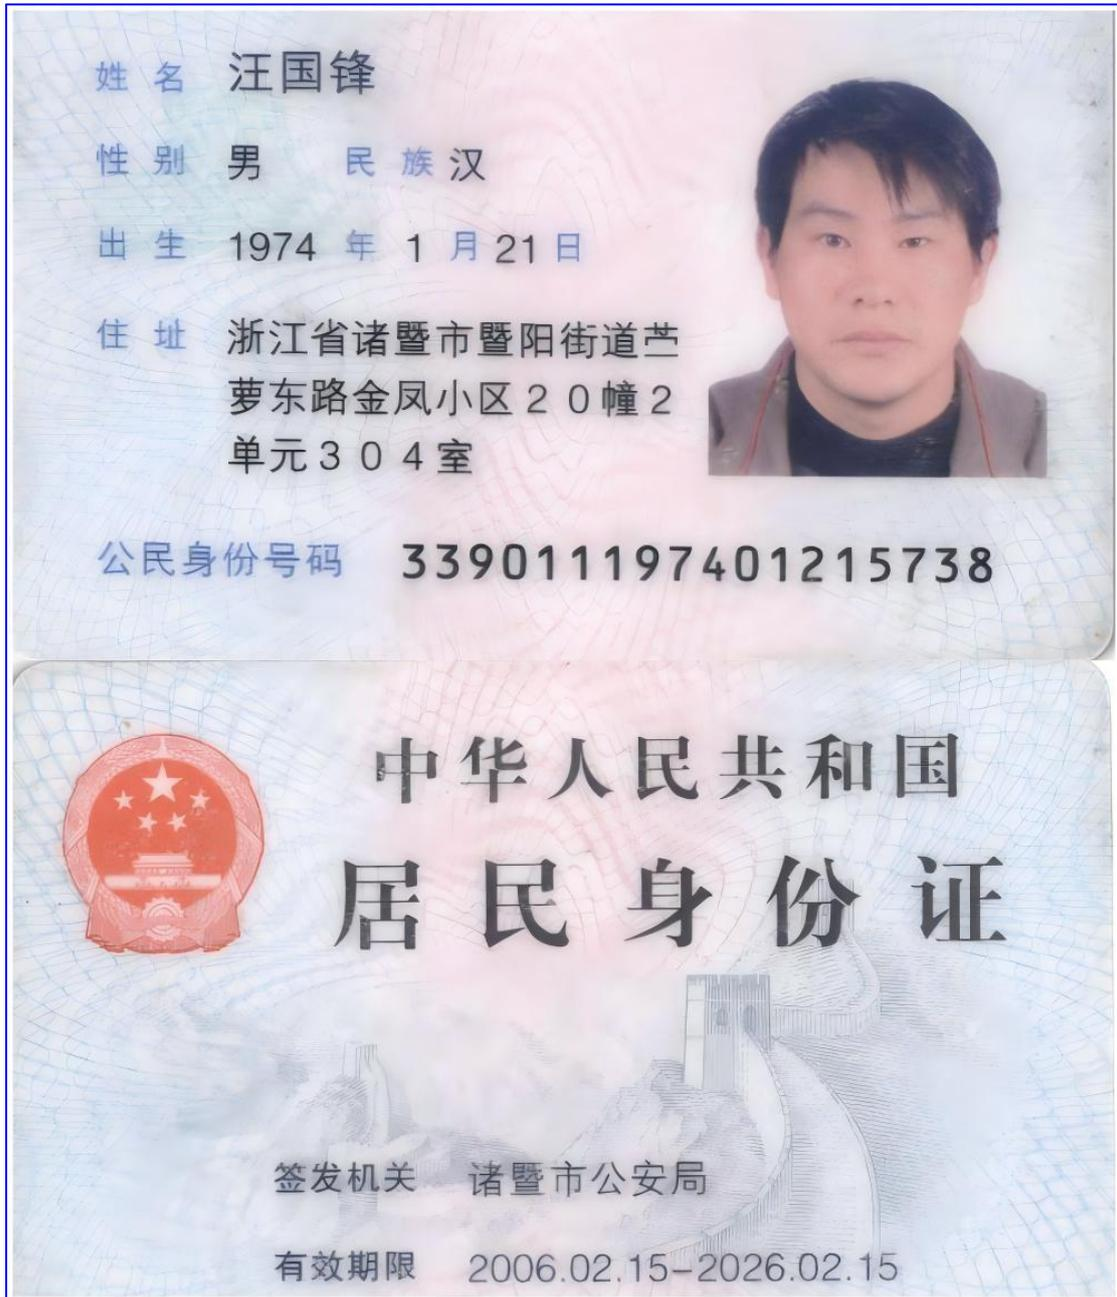 姓名 汪国锋
性别 男 民族 汉
出生 1974 年 1 月 21 日
住址 浙江省诸暨市暨阳街道苎
萝东路金凤小区20幢2
单元304室
公民身份号码 339011197401215738
中华人民共和国
居民身份证
签发机关 诸暨市公安局
有效期限 2006.02.15-2026.02.15